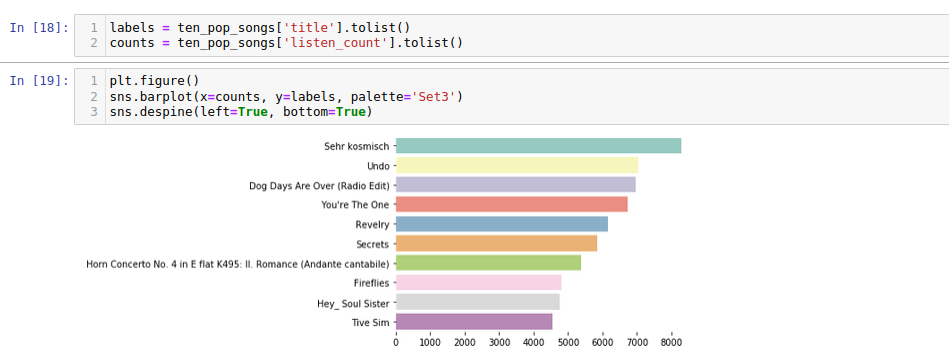 In [18]:
1 labels = ten_pop_songs['title'].tolist()
2 counts = ten_pop_songs['listen_count'].tolist()
In [19]:
1 plt.figure()
2 sns.barplot(x=counts, y=labels, palette='Set3')
3 sns.despine(left=True, bottom=True)
Sehr kosmisch
Undo
Dog Days Are Over (Radio Edit)
You're The One
Revelry
Secrets
Horn Concerto No. 4 in E flat K495: II. Romance (Andante cantabile)
Fireflies
Hey_ Soul Sister
Tive Sim
0 1000 2000 3000 4000 5000 6000 7000 8000